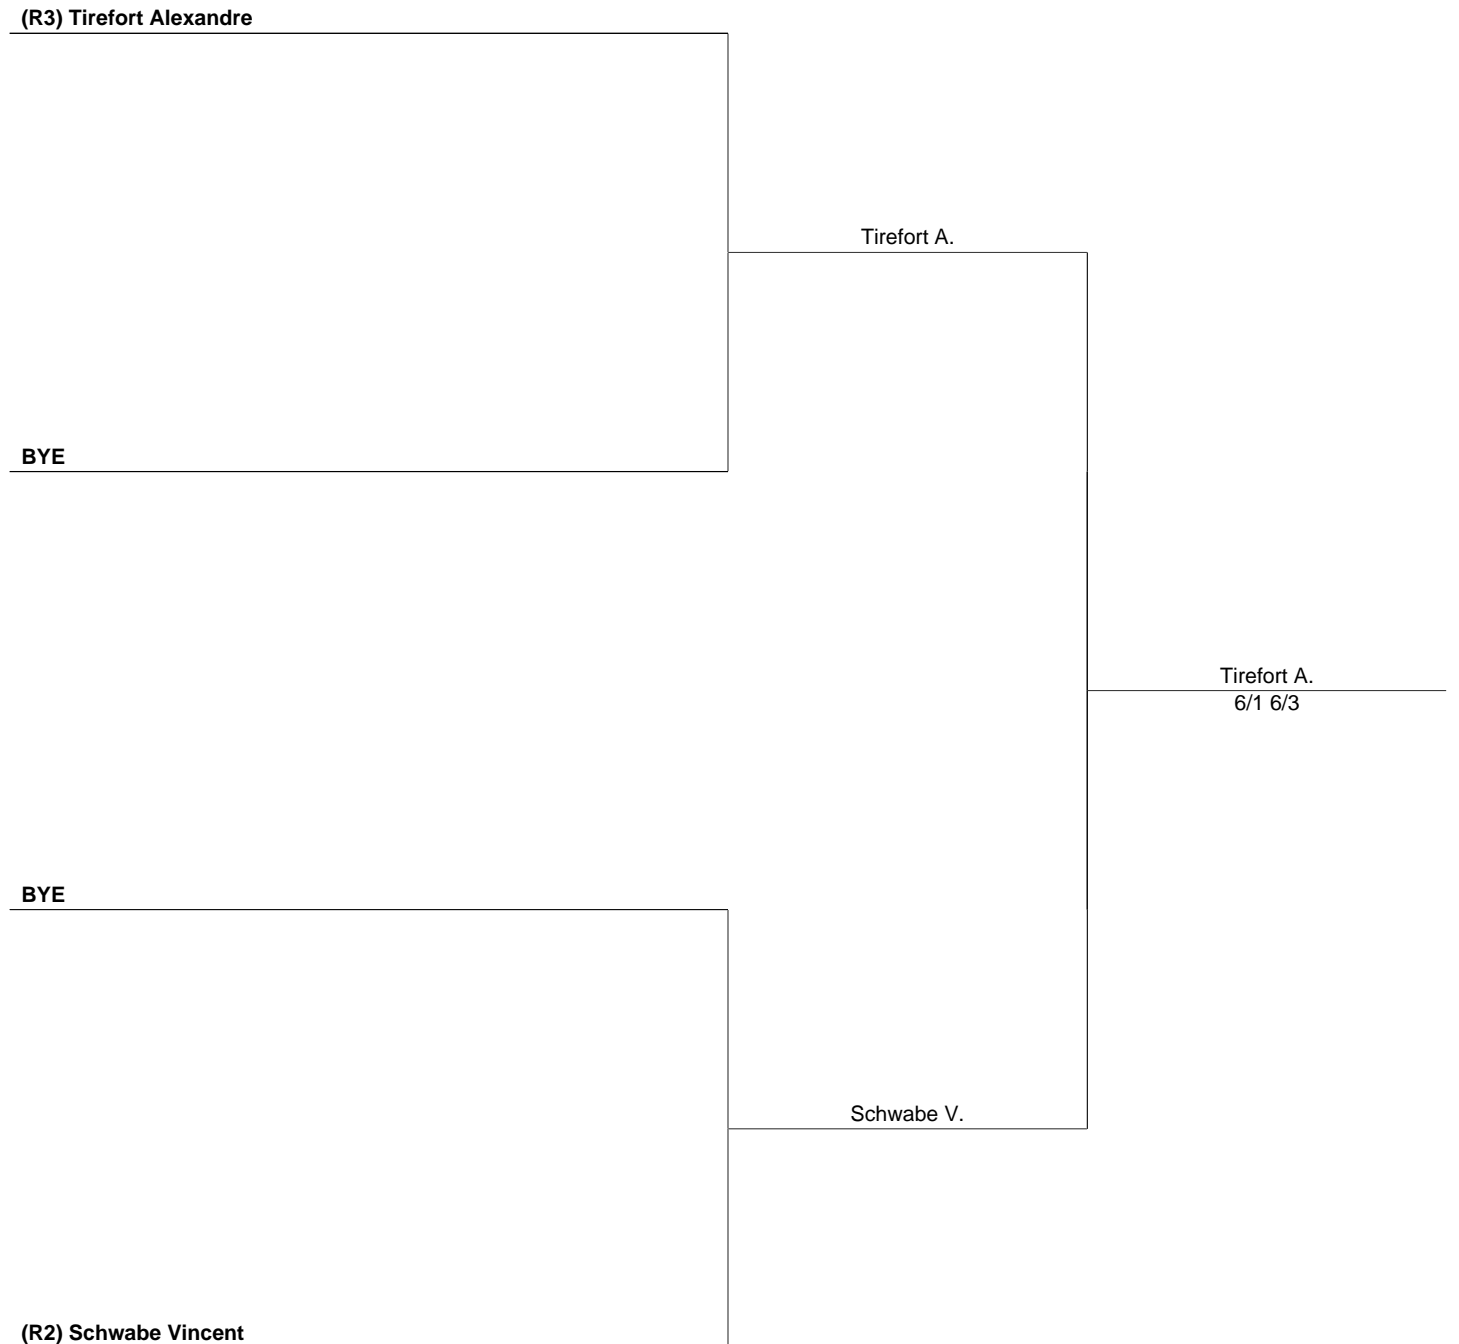 (R3) Tirefort Alexandre
Tirefort A.
BYE
Tirefort A.
6/1 6/3
BYE
Schwabe V.
(R2) Schwabe Vincent